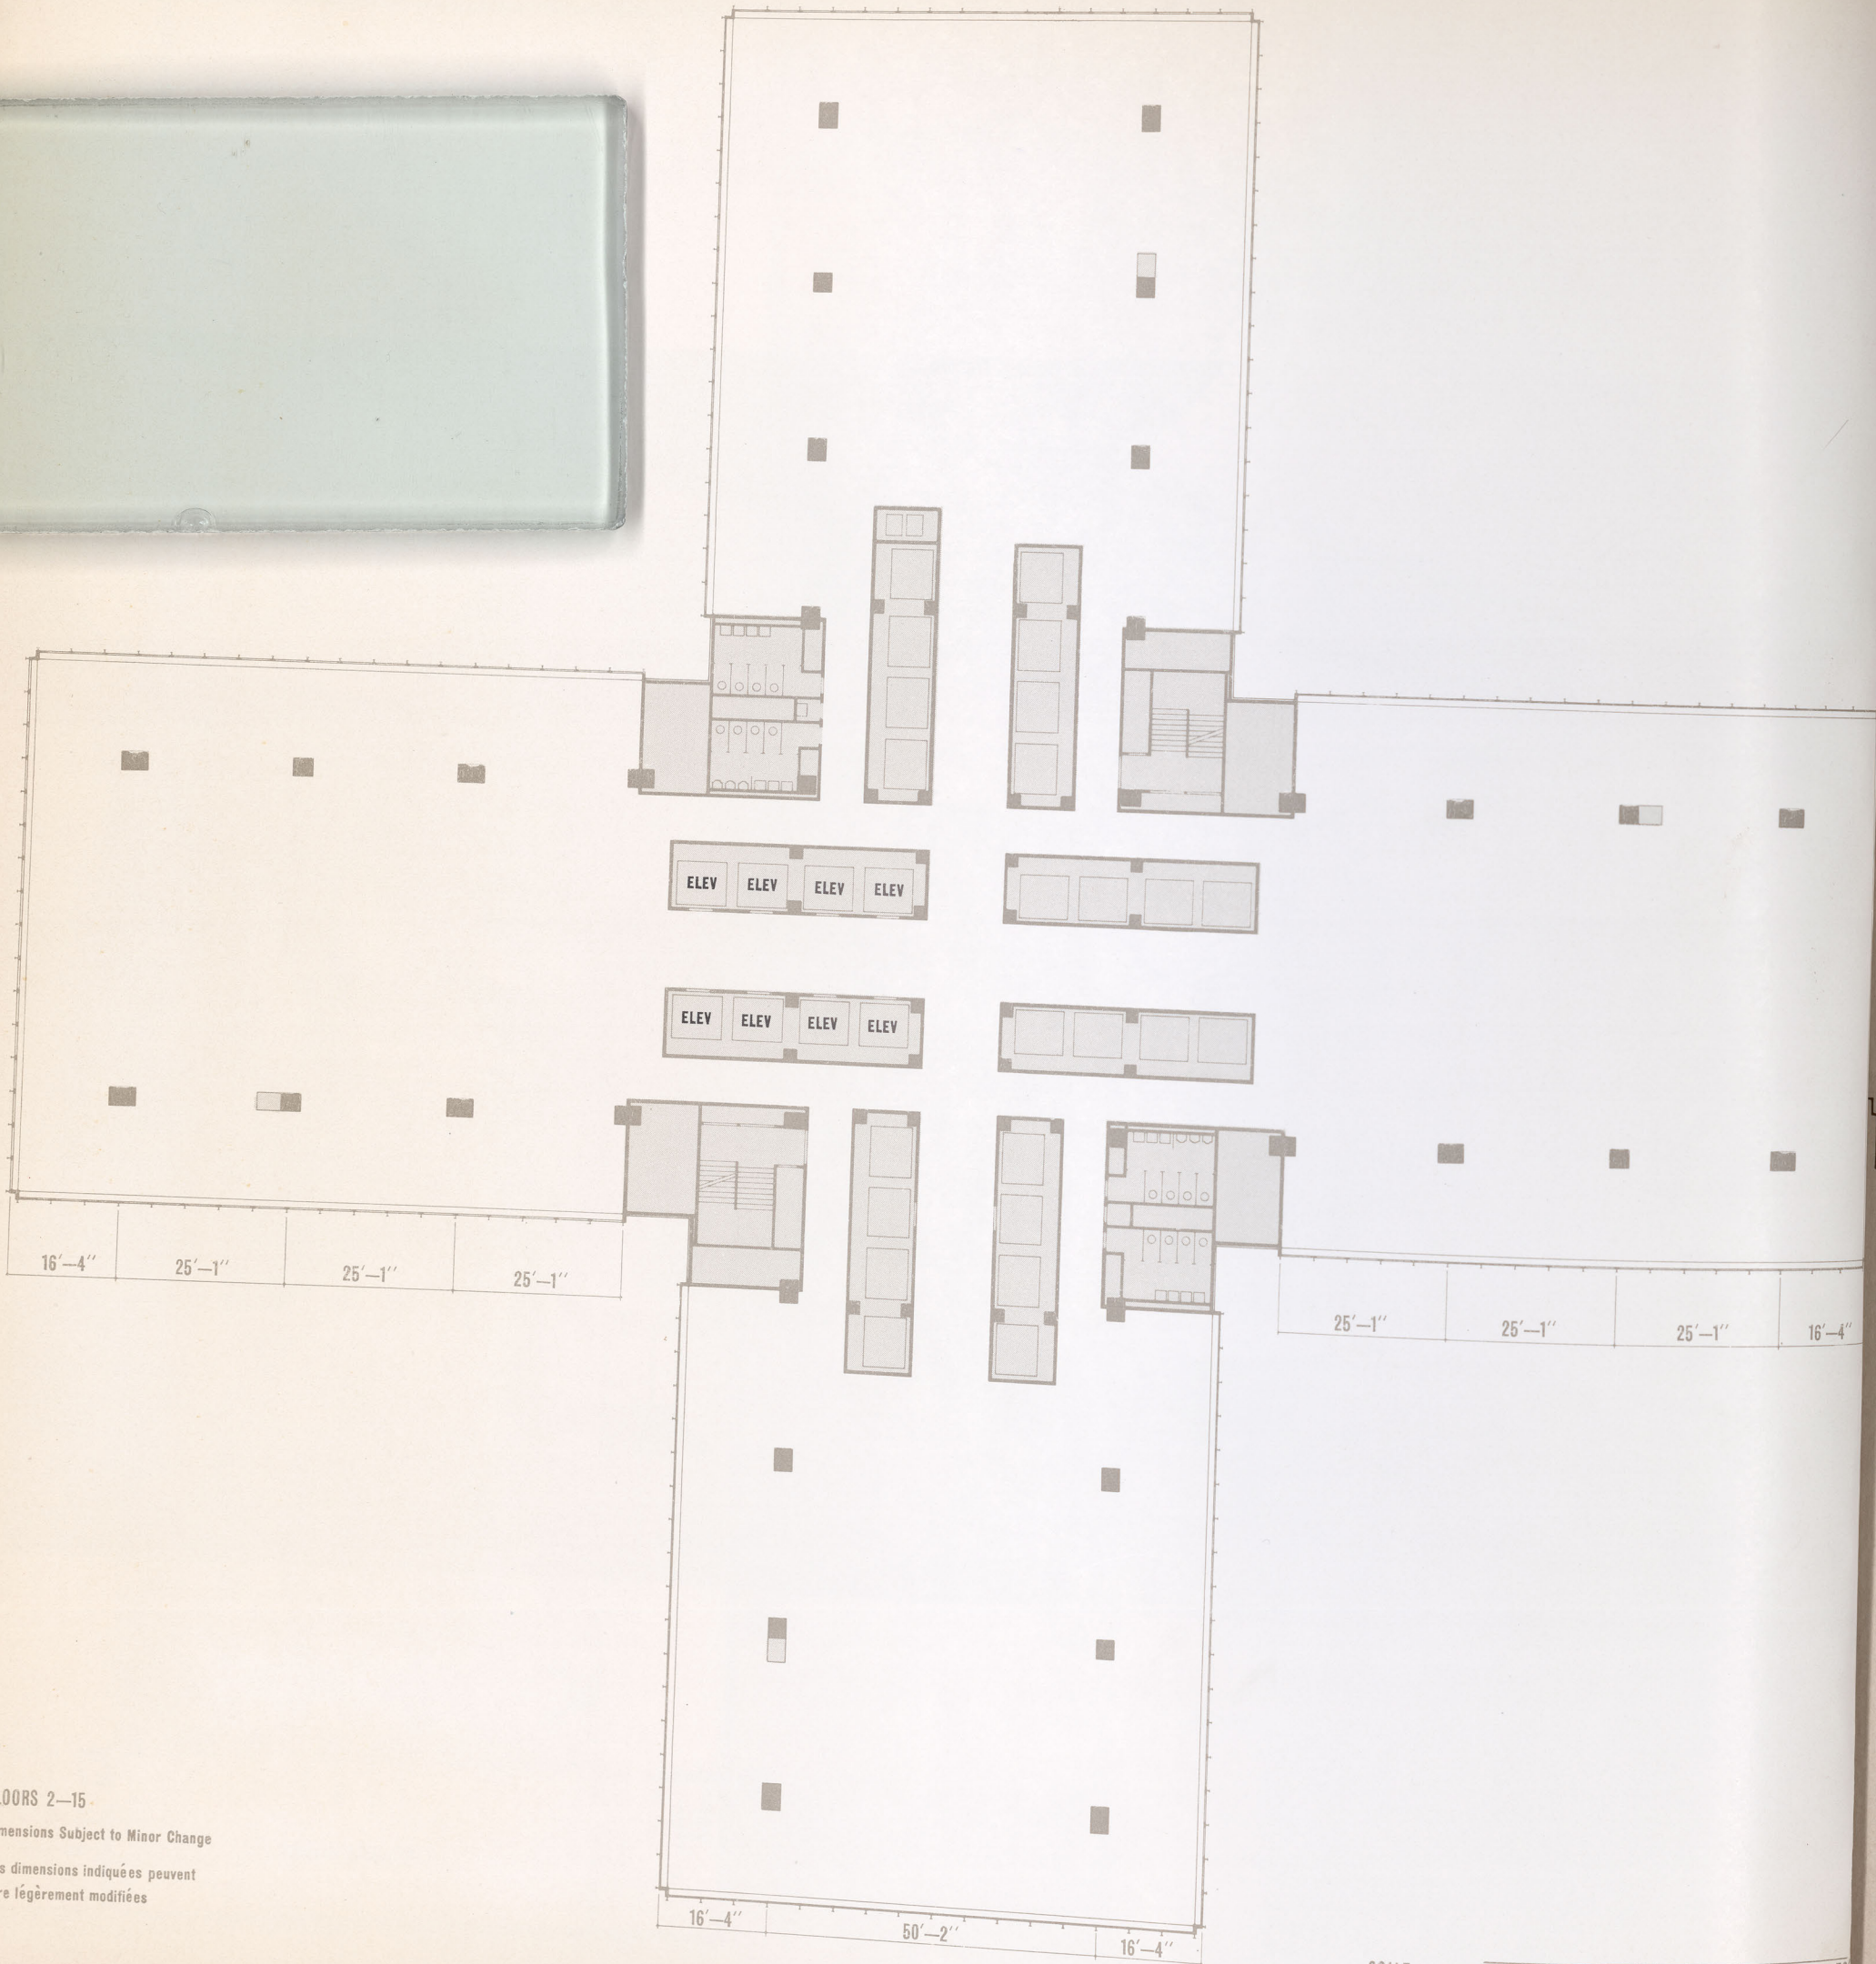 ELEV ELEV ELEV ELEV
ELEV ELEV ELEV ELEV
16′—4′′ 25′—1′′ 25′—1′′ 25′—1′′
25′—1′′ 25′—1′′ 25′—1′′ 16′—4′′
OORS 2—15
mensions Subject to Minor Change
s dimensions indiquées peuvent
re légèrement modifiées
16′—4′′ 50′—2′′ 16′—4′′